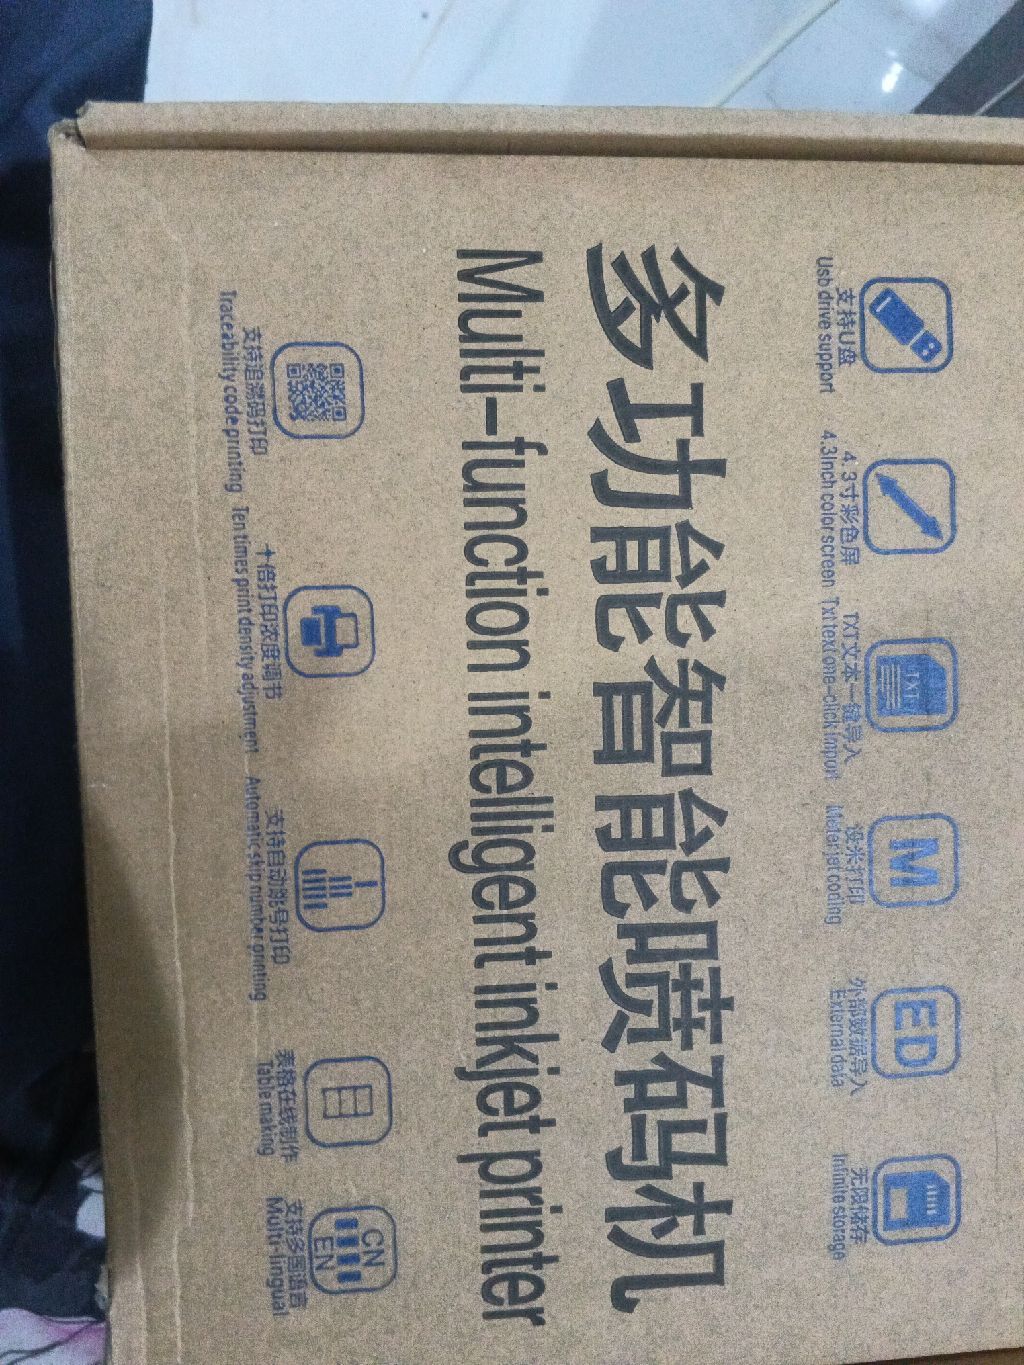 支持U盘
Usb drive support
4.3寸彩色屏
4.3Inch color screen
TXT
TXT文本一键导入
Txt text one-click import
M
设米打印
Meter jet coding
ED
外部数据导入
External data
无限储存
Infinite storage
多功能智能喷码机
Multi-function intelligent inkjet printer
支持追溯码打印
Traceability code printing
十倍打印浓度调节
Ten times print density adjustment
支持自动跳号打印
Automatic skip number printing
表格在线制作
Table making
CN
EN
支持多国语言
Multi-lingual